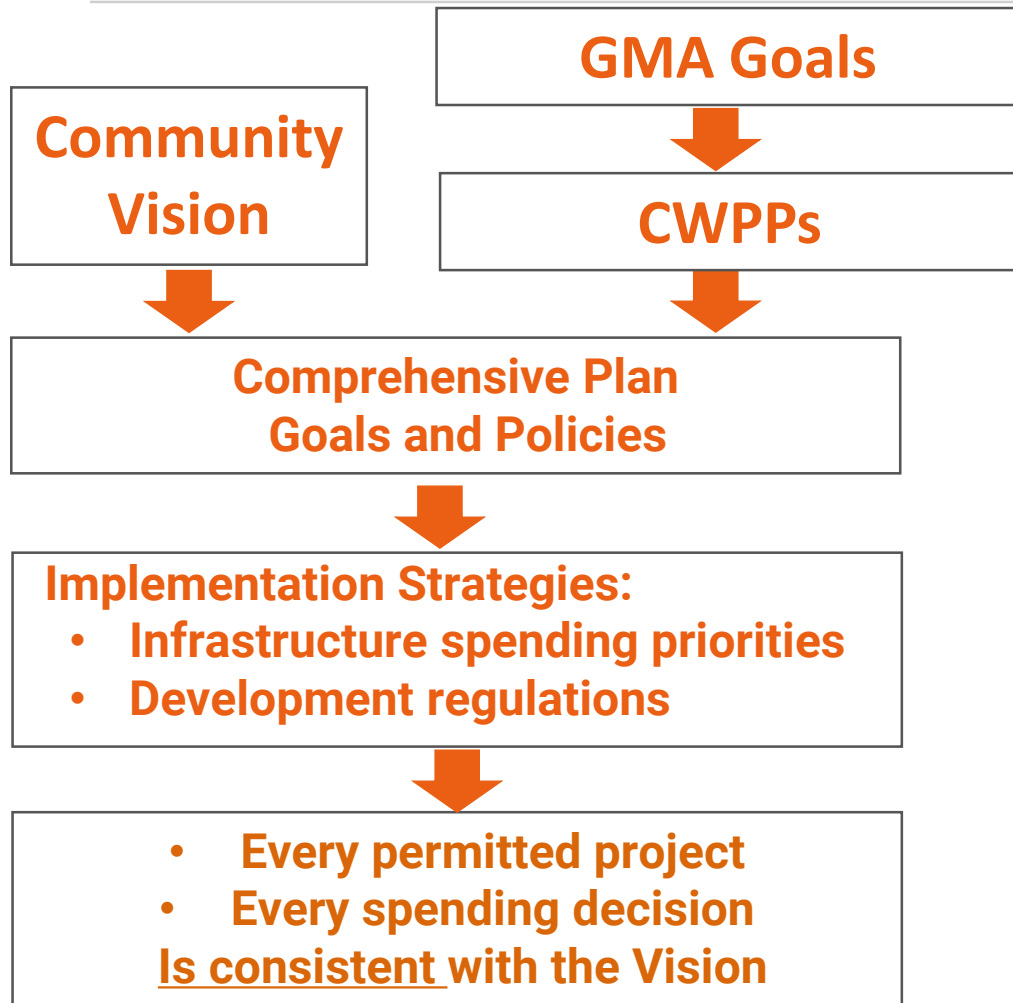 GMA Goals
Community
Vision
CWPPs
Comprehensive Plan
Goals and Policies
Implementation Strategies:
• Infrastructure spending priorities
• Development regulations
• Every permitted project
• Every spending decision
Is consistent with the Vision